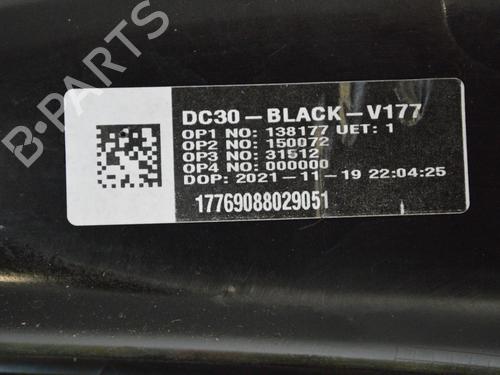 B-PARTS
DC30-BLACK-V177
OP1 NO: 138177 UET: 1
OP2 NO: 150072
OP3 NO: 31512
OP4 NO: 000000
DOP: 2021-11-19 22:04:25
17769088029051